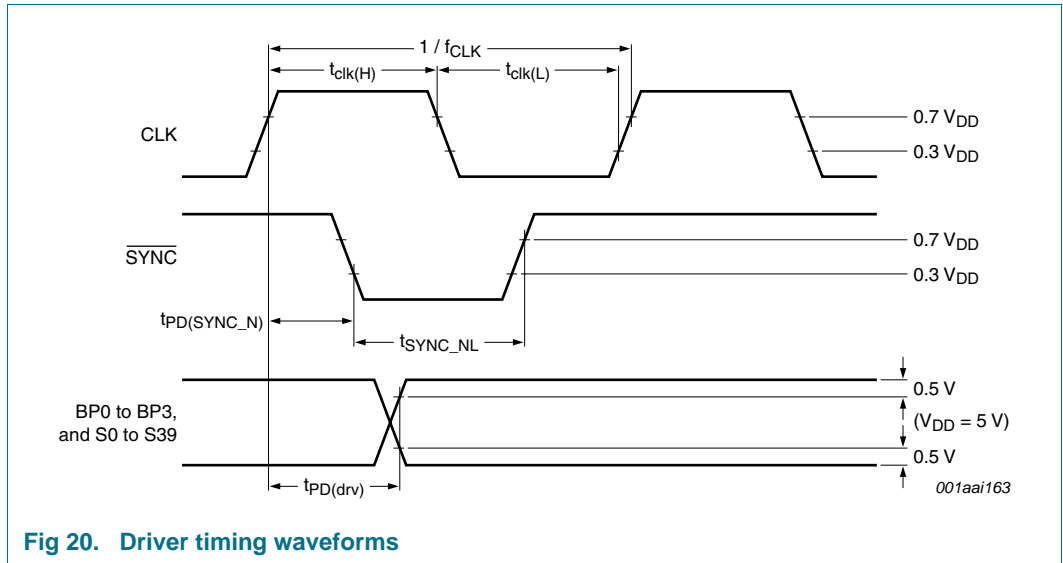 1 / fCLK
tclk(H)
tclk(L)
CLK
0.7 VDD
0.3 VDD
SYNC
0.7 VDD
0.3 VDD
tPD(SYNC_N)
tSYNC_NL
BP0 to BP3,
and S0 to S39
0.5 V
(VDD = 5 V)
0.5 V
tPD(drv)
001aai163
Fig 20. Driver timing waveforms